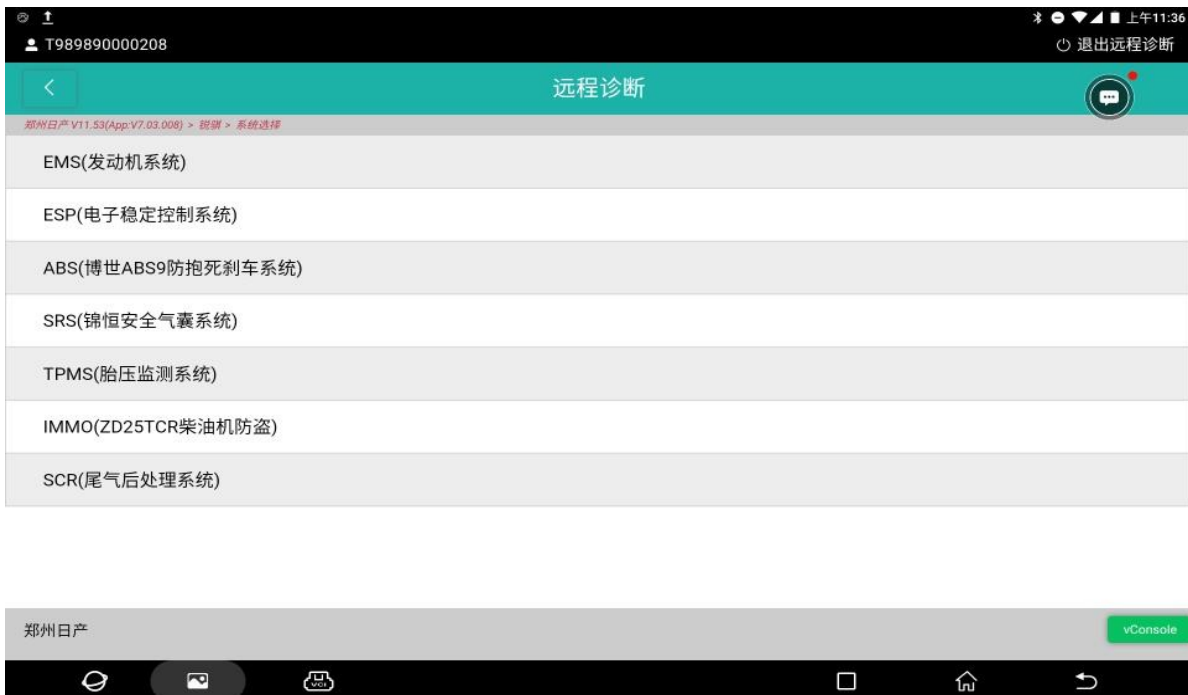 上午11:36
T989890000208
退出远程诊断
远程诊断
郑州日产 V11.53(App:V7.03.008) > 锐骐 > 系统选择
EMS(发动机系统)
ESP(电子稳定控制系统)
ABS(博世ABS9防抱死刹车系统)
SRS(锦恒安全气囊系统)
TPMS(胎压监测系统)
IMMO(ZD25TCR柴油机防盗)
SCR(尾气后处理系统)
郑州日产
vConsole
VCI